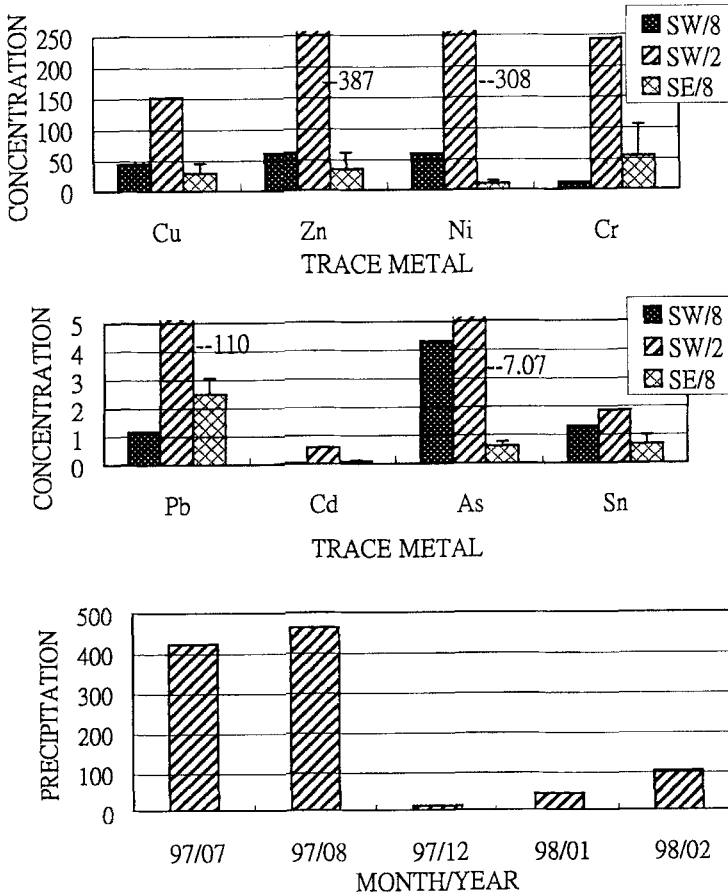 SW/8
SW/2
SE/8
CONCENTRATION
250
200
150
100
50
0
--387
--308
Cu Zn Ni Cr
TRACE METAL
SW/8
SW/2
SE/8
CONCENTRATION
5
4
3
2
1
0
--110
--7.07
Pb Cd As Sn
TRACE METAL
PRECIPITATION
500
400
300
200
100
0
97/07 97/08 97/12 98/01 98/02
MONTH/YEAR